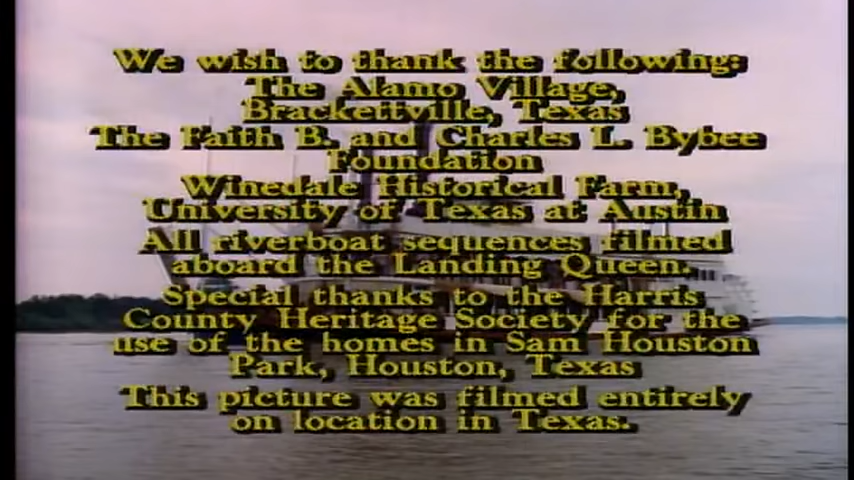 We wish to thank the following:
The Alamo Village,
Brackettville, Texas
The Faith B. and Charles L. Bybee
Foundation
Winedale Historical Farm,
University of Texas at Austin
All riverboat sequences filmed
aboard the Landing Queen.
Special thanks to the Harris
County Heritage Society for the
use of the homes in Sam Houston
Park, Houston, Texas
This picture was filmed entirely
on location in Texas.